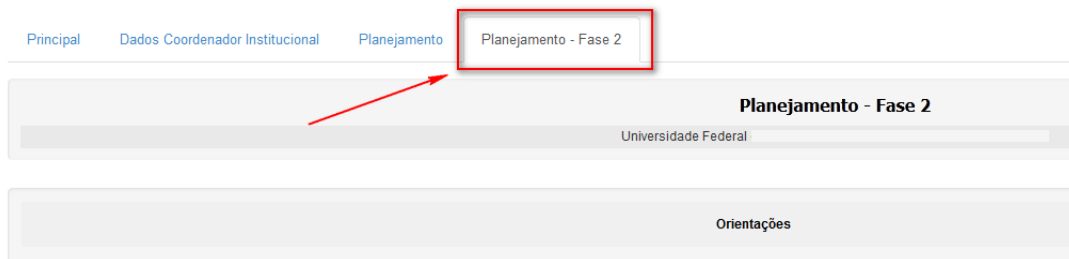 Principal Dados Coordenador Institucional Planejamento Planejamento - Fase 2
Planejamento - Fase 2
Universidade Federal
Orientações